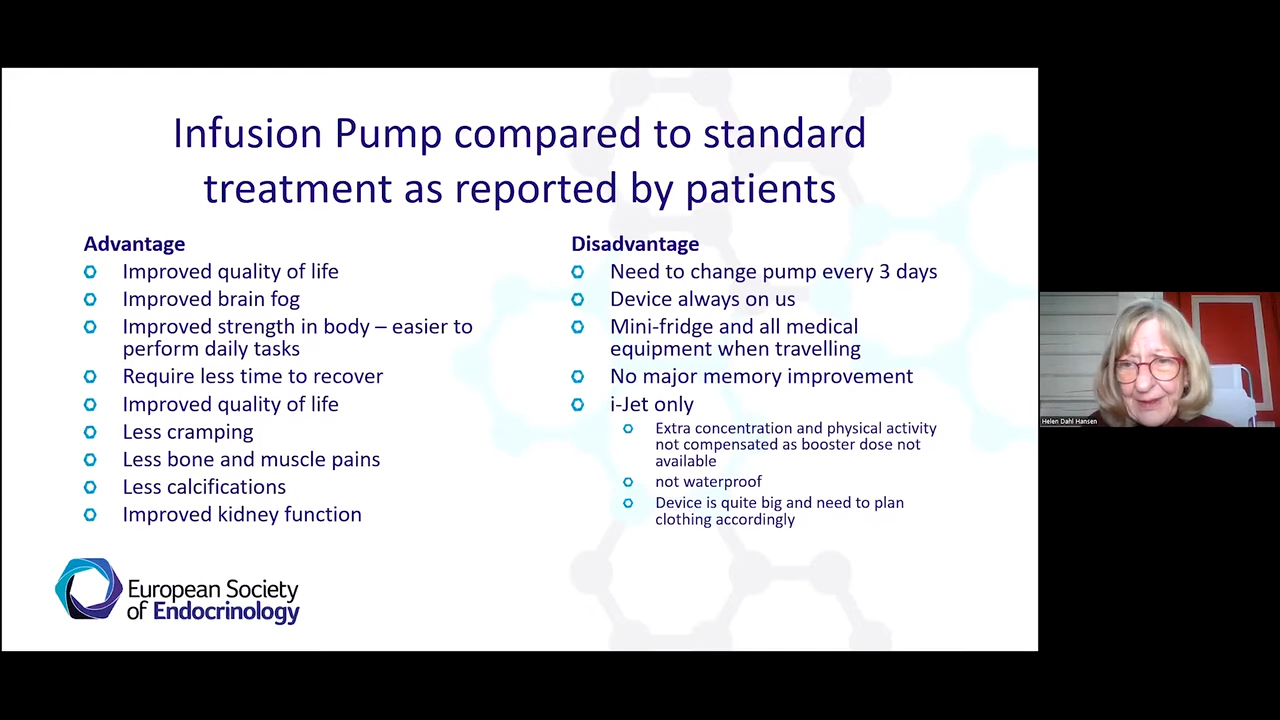 Infusion Pump compared to standard
treatment as reported by patients
Advantage
Improved quality of life
Improved brain fog
Improved strength in body – easier to
perform daily tasks
Require less time to recover
Improved quality of life
Less cramping
Less bone and muscle pains
Less calcifications
Improved kidney function
Disadvantage
Need to change pump every 3 days
Device always on us
Mini-fridge and all medical
equipment when travelling
No major memory improvement
i-Jet only
Extra concentration and physical activity
not compensated as booster dose not
available
not waterproof
Device is quite big and need to plan
clothing accordingly
European Society
of Endocrinology
Helen Dahl Hansen